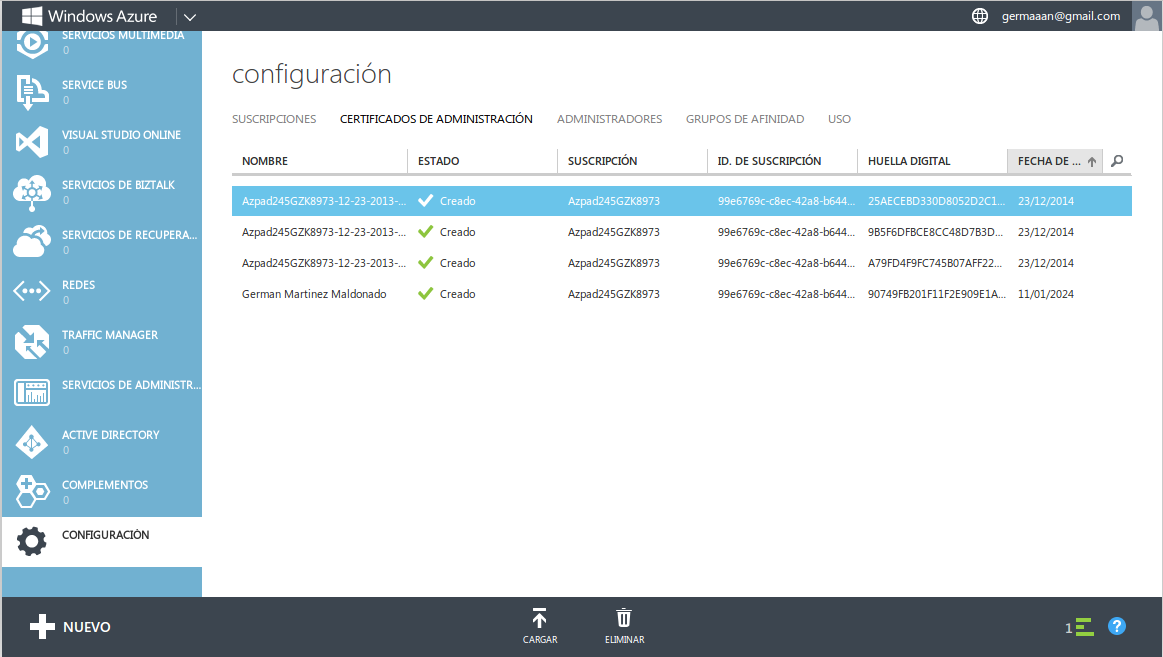 Windows Azure
germaaan@gmail.com
SERVICIOS MULTIMEDIA
0
SERVICE BUS
0
VISUAL STUDIO ONLINE
0
SERVICIOS DE BIZTALK
0
SERVICIOS DE RECUPERA...
0
REDES
0
TRAFFIC MANAGER
0
SERVICIOS DE ADMINISTR...
ACTIVE DIRECTORY
0
COMPLEMENTOS
0
CONFIGURACIÓN
configuración
SUSCRIPCIONES CERTIFICADOS DE ADMINISTRACIÓN ADMINISTRADORES GRUPOS DE AFINIDAD USO
NOMBRE ESTADO SUSCRIPCIÓN ID. DE SUSCRIPCIÓN HUELLA DIGITAL FECHA DE ...
Azpad245GZK8973-12-23-2013-... Creado Azpad245GZK8973 99e6769c-c8ec-42a8-b644... 25AECEBD330D8052D2C1... 23/12/2014
Azpad245GZK8973-12-23-2013-... Creado Azpad245GZK8973 99e6769c-c8ec-42a8-b644... 9B5F6DFBCE8CC48D7B3D... 23/12/2014
Azpad245GZK8973-12-23-2013-... Creado Azpad245GZK8973 99e6769c-c8ec-42a8-b644... A79FD4F9FC745B07AFF22... 23/12/2014
German Martinez Maldonado Creado Azpad245GZK8973 99e6769c-c8ec-42a8-b644... 90749FB201F11F2E909E1A... 11/01/2024
NUEVO
CARGAR
ELIMINAR
1
?